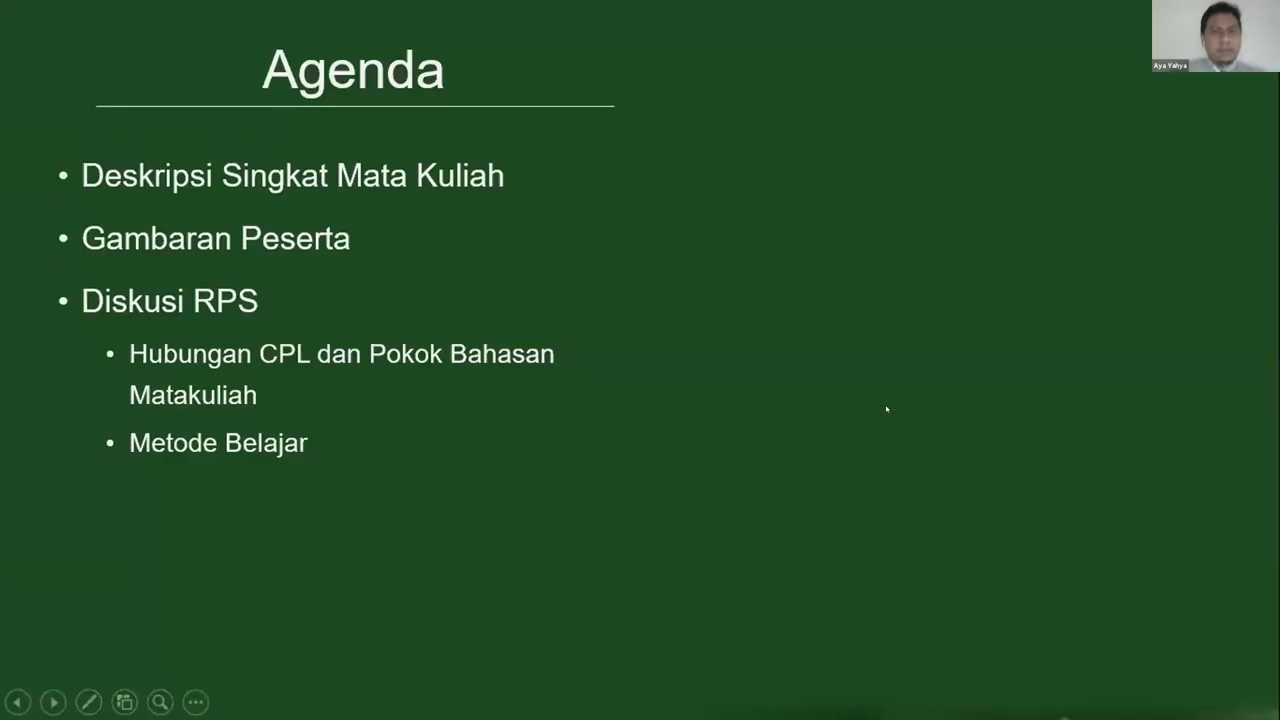 Agenda
Aya Yahya
• Deskripsi Singkat Mata Kuliah
• Gambaran Peserta
• Diskusi RPS
• Hubungan CPL dan Pokok Bahasan
Matakuliah
• Metode Belajar